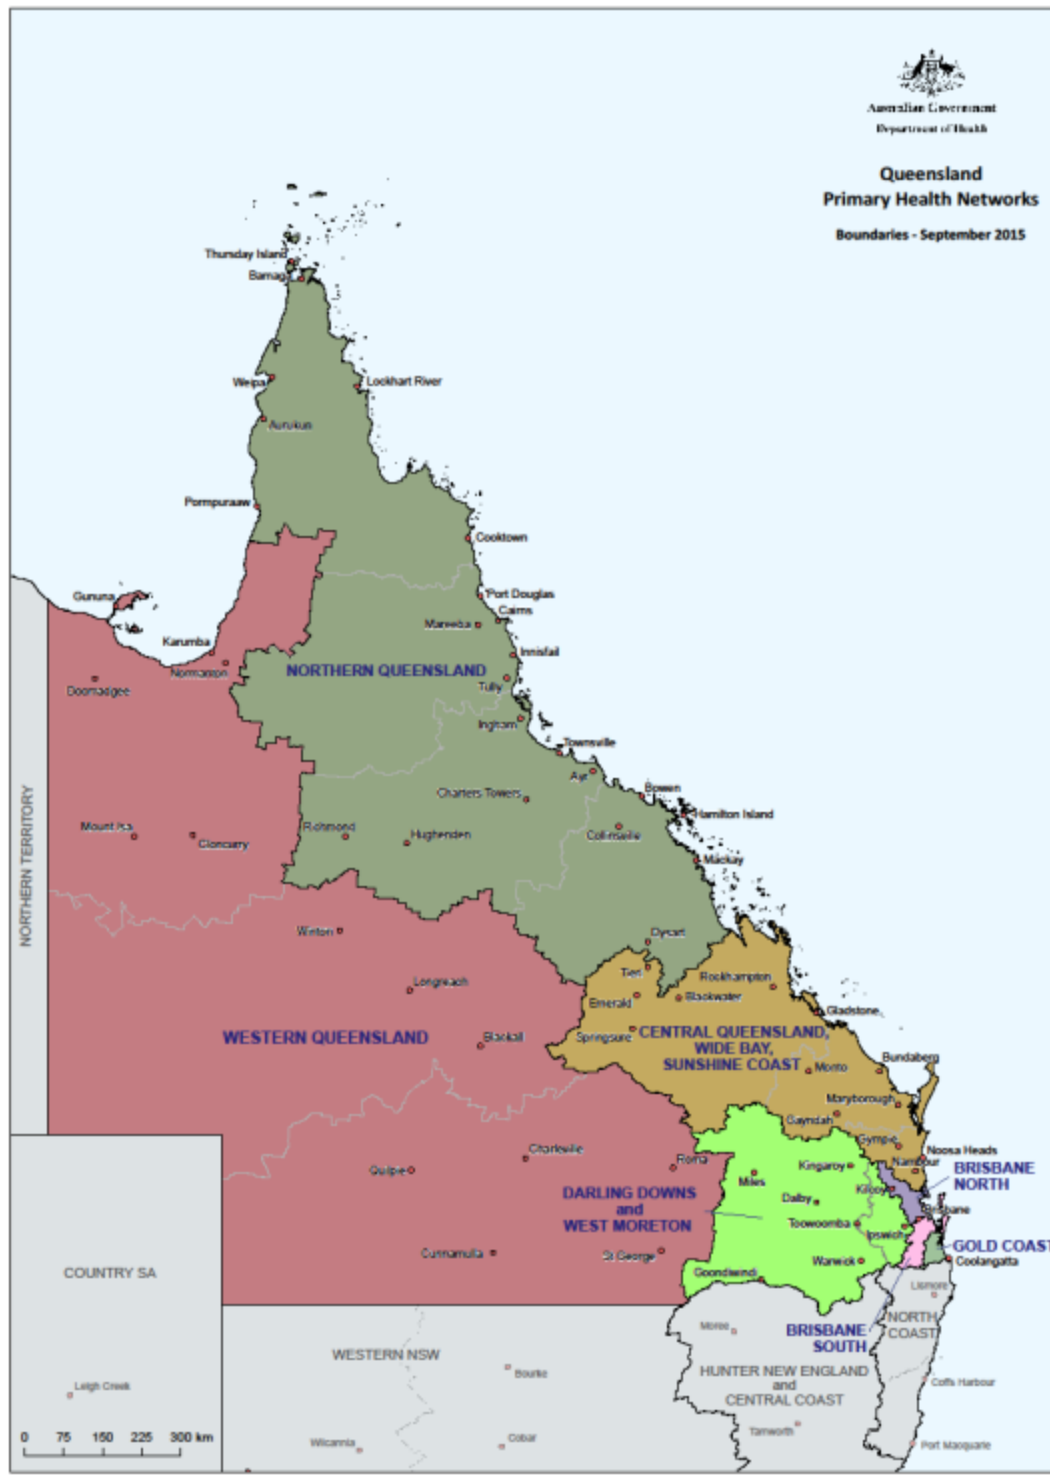 Australian Government
Department of Health
Queensland
Primary Health Networks
Boundaries - September 2015
Thursday Island
Bamaga
Weipa
Lockhart River
Aurukun
Pormpuraaw
Cooktown
Port Douglas
Gununa
Cairns
Mareeba
Karumba
Innisfail
Normanton
NORTHERN QUEENSLAND
Doomadgee
Tully
Ingham
Townsville
Ayr
Bowen
Charters Towers
Hamilton Island
Mount Isa
Cloncurry
Richmond
Hughenden
Collinsville
Mackay
NORTHERN TERRITORY
Winton
Dysart
Tieri
Rockhampton
Longreach
Emerald
Blackwater
Gladstone
WESTERN QUEENSLAND
Blackall
Springsure
CENTRAL QUEENSLAND,
WIDE BAY,
SUNSHINE COAST
Monto
Bundaberg
Maryborough
Gayndah
Gympie
Charleville
Roma
Quilpie
Kingaroy
Noosa Heads
Nambour
BRISBANE
NORTH
Miles
Kilcoy
DARLING DOWNS
and
WEST MORETON
Dalby
Brisbane
Toowoomba
Ipswich
Cunnamulla
St George
Warwick
GOLD COAST
Coolangatta
Goondiwindi
COUNTRY SA
Lismore
NORTH
COAST
Moree
BRISBANE
SOUTH
WESTERN NSW
HUNTER NEW ENGLAND
and
CENTRAL COAST
Bourke
Leigh Creek
Coffs Harbour
Tamworth
Wilcannia
Cobar
Port Macquarie
0 75 150 225 300 km